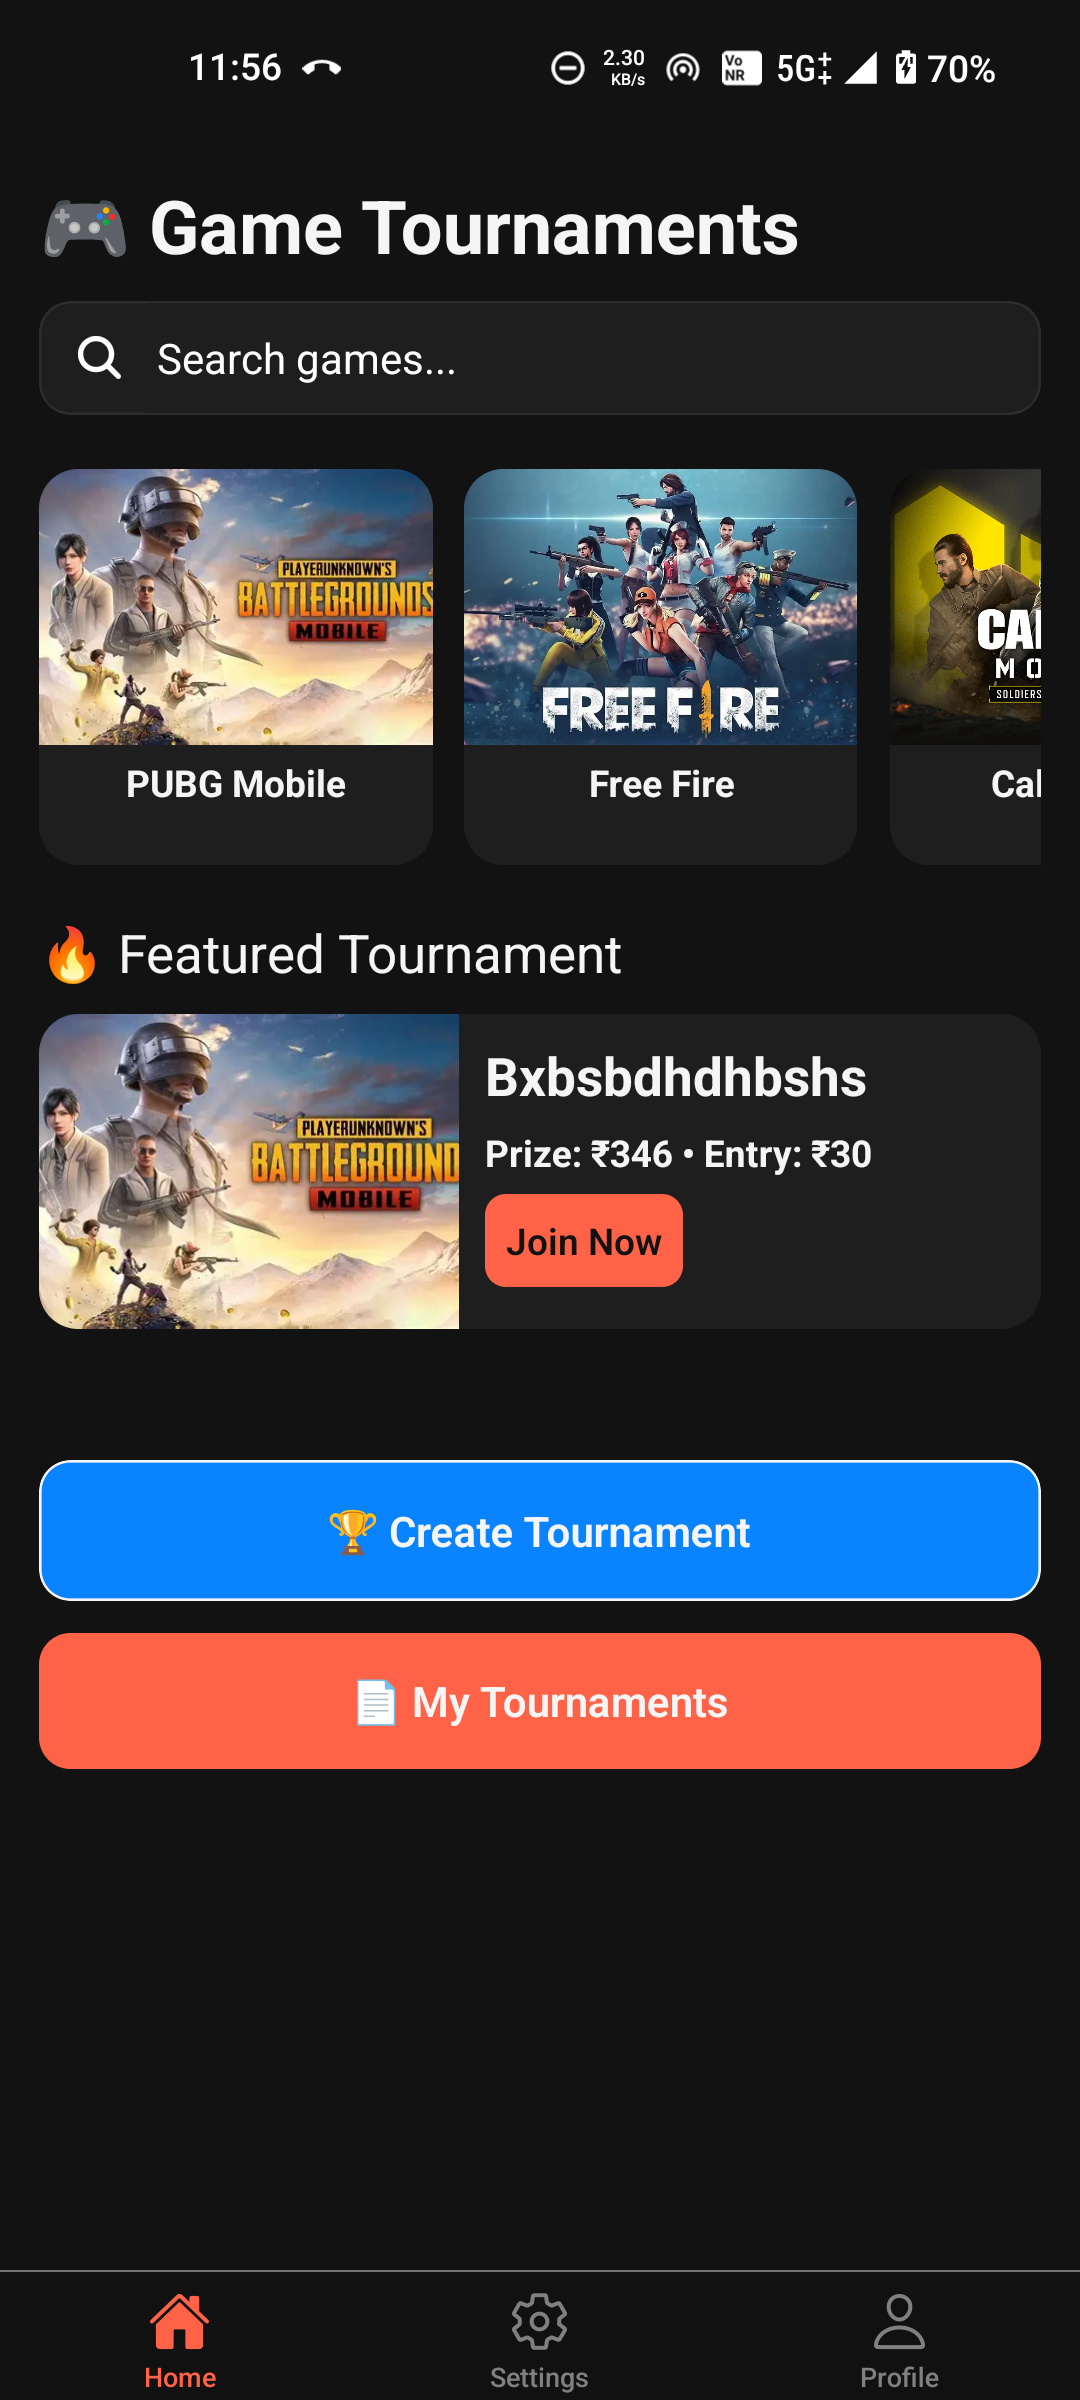 11:56
2.30
KB/s
Vo
NR
5G‡
70%
🎮 Game Tournaments
Search games...
PLAYERUNKNOWN'S
BATTLEGROUNDS
MOBILE
FREE FIRE
CAL
MO
SOLDIERS
PUBG Mobile
Free Fire
Cal
🔥 Featured Tournament
PLAYERUNKNOWN'S
BATTLEGROUND
MOBILE
Bxbsbdhdhbshs
Prize: ₹346 • Entry: ₹30
Join Now
🏆 Create Tournament
📄 My Tournaments
Home
Settings
Profile